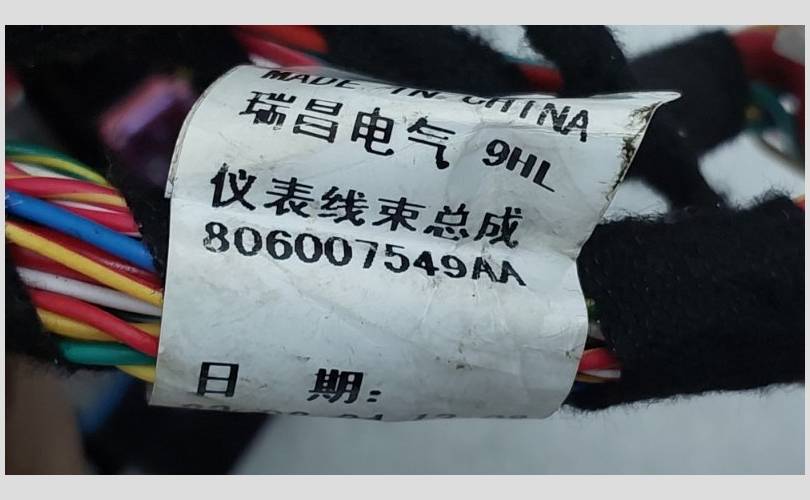 MADE IN CHINA
瑞昌电气 9HL
仪表线束总成
806007549AA
日 期: